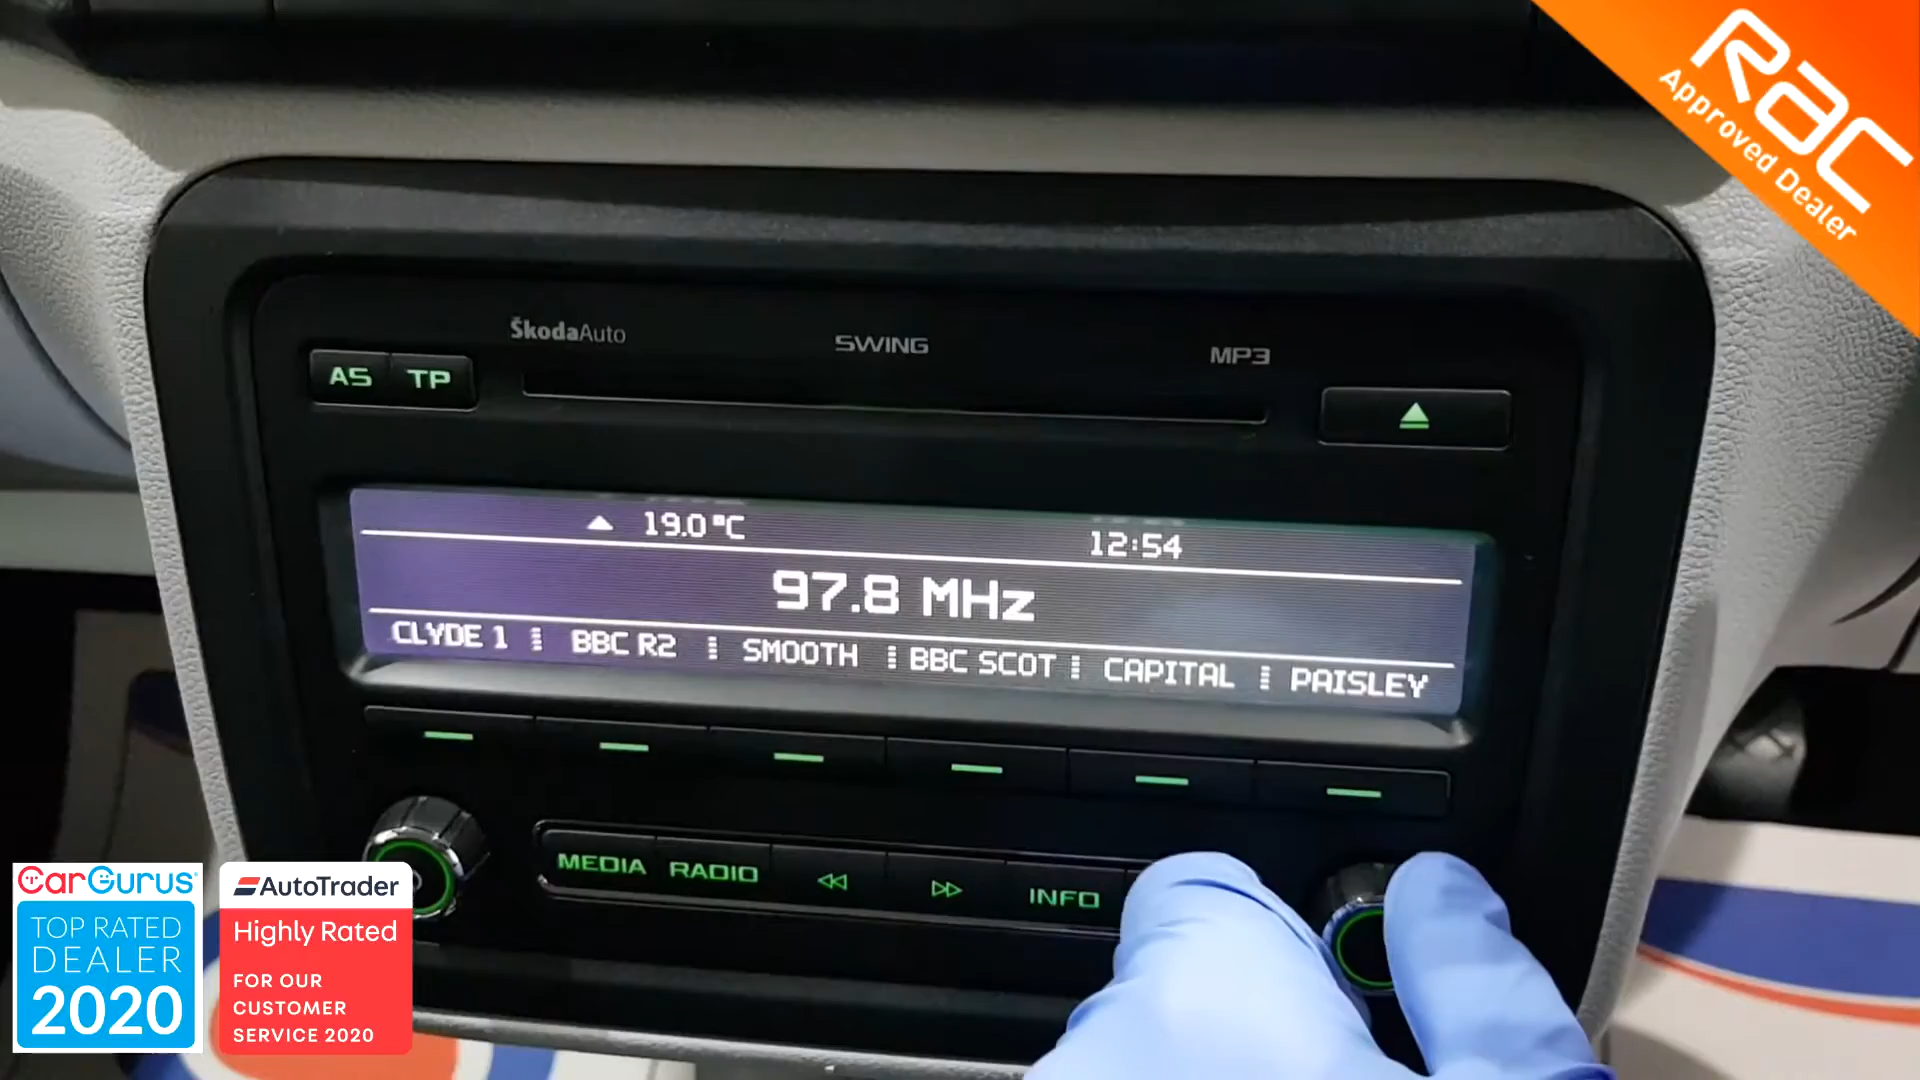 rac
Approved Dealer
ŠkodaAuto
SWING
MP3
AS TP
19.0°C
12:54
97.8 MHz
CLYDE 1 BBC R2 SMOOTH BBC SCOT CAPITAL PAISLEY
MEDIA RADIO INFO
CarGurus
TOP RATED
DEALER
2020
AutoTrader
Highly Rated
FOR OUR
CUSTOMER
SERVICE 2020